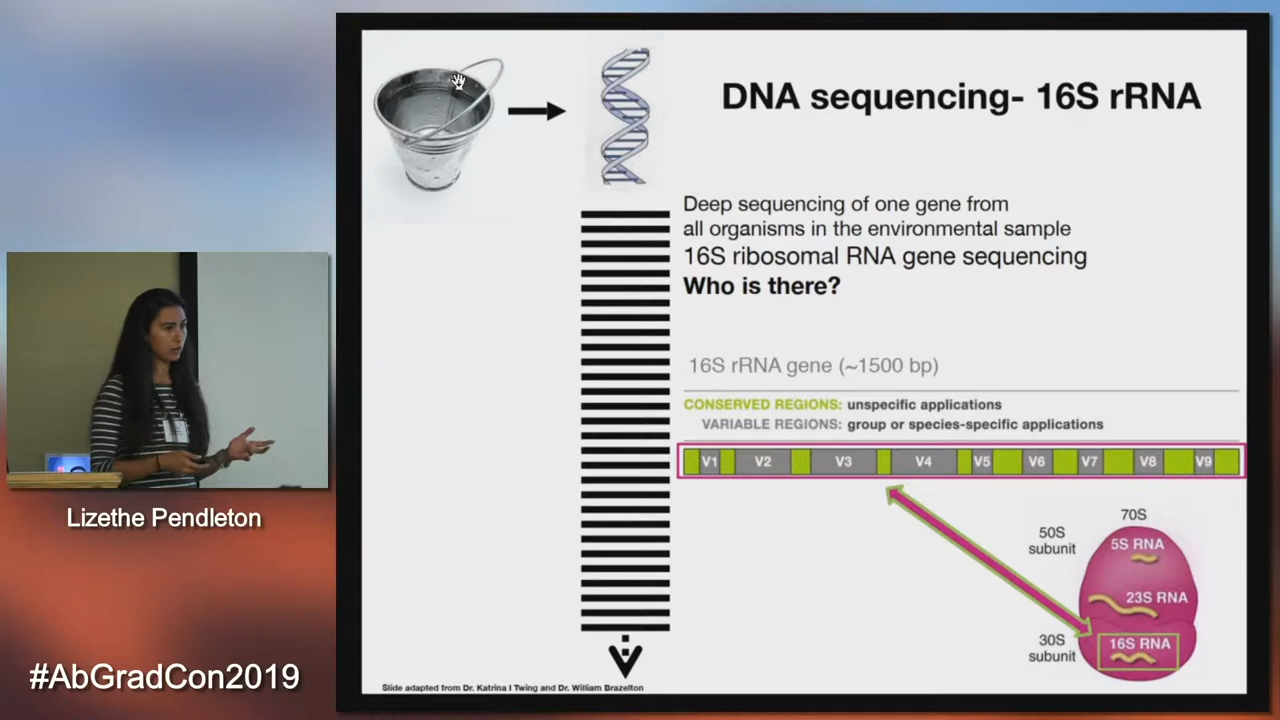 DNA sequencing- 16S rRNA
Deep sequencing of one gene from
all organisms in the environmental sample
16S ribosomal RNA gene sequencing
Who is there?
16S rRNA gene (~1500 bp)
CONSERVED REGIONS: unspecific applications
VARIABLE REGIONS: group or species-specific applications
V1 V2 V3 V4 V5 V6 V7 V8 V9
70S
50S
subunit
5S RNA
23S RNA
30S
subunit
16S RNA
Slide adapted from Dr. Katrina I Twing and Dr. William Brazelton
Lizethe Pendleton
#AbGradCon2019